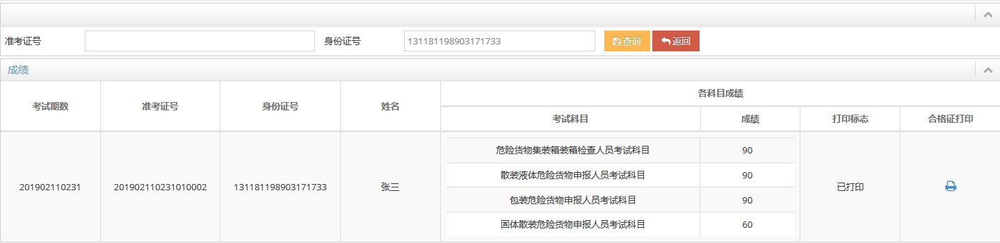 准考证号 身份证号 131181198903171733 查询 返回
成绩
考试期数 准考证号 身份证号 姓名 各科目成绩
考试科目 成绩 打印标志 合格证打印
201902110231 201902110231010002 131181198903171733 张三 已打印
危险货物集装箱装箱检查人员考试科目 90
散装液体危险货物申报人员考试科目 90
包装危险货物申报人员考试科目 90
固体散装危险货物申报人员考试科目 60